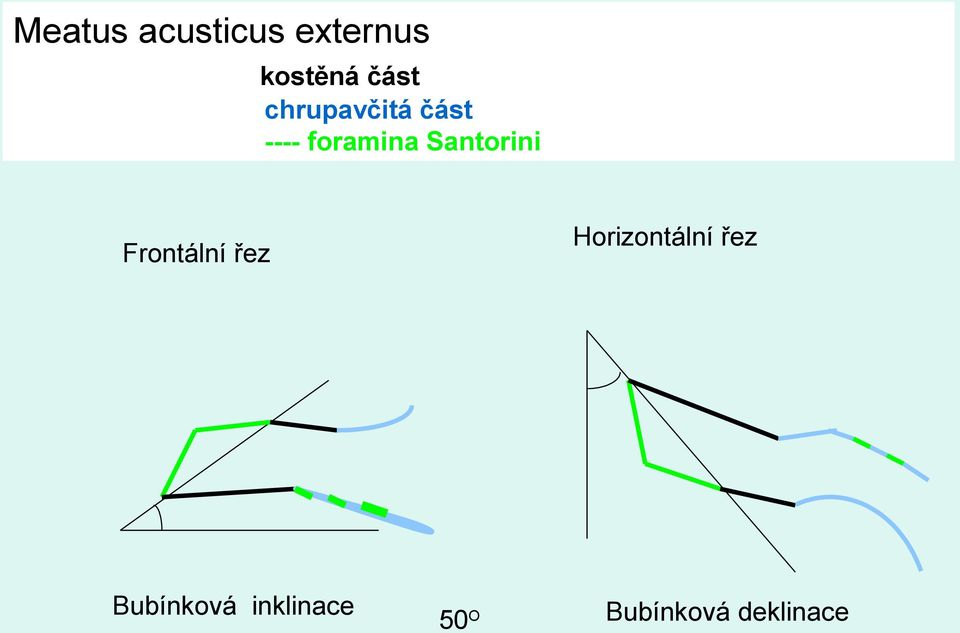 Meatus acusticus externus
kostěná část
chrupavčitá část
---- foramina Santorini
Frontální řez
Horizontální řez
Bubínková inklinace
50°
Bubínková deklinace